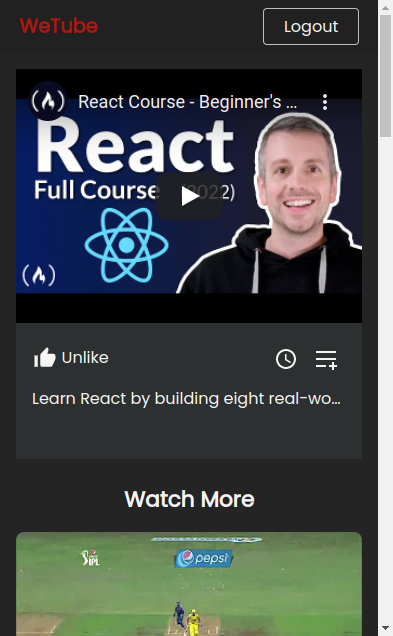 WeTube
Logout
React Course - Beginner's ...
React
Full Course (2022)
Unlike
Learn React by building eight real-wo...
Watch More
IPL
pepsi